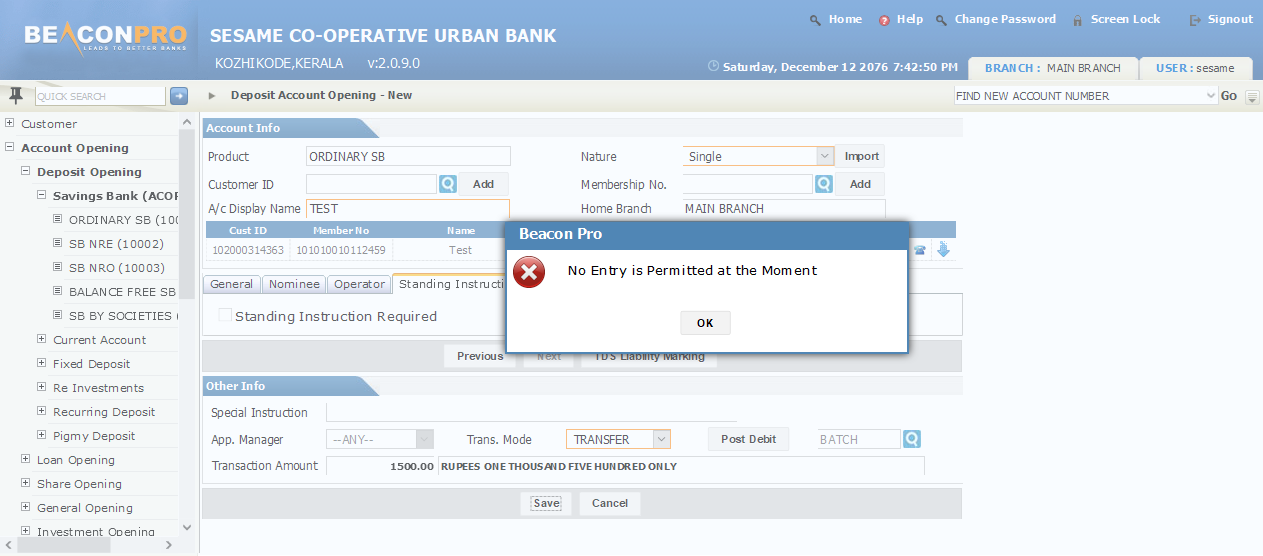 BEACONPRO
LEADS TO BETTER BANKS
SESAME CO-OPERATIVE URBAN BANK
KOZHIKODE,KERALA v:2.0.9.0
Home Help Change Password Screen Lock Signout
Saturday, December 12 2076 7:42:50 PM BRANCH : MAIN BRANCH USER : sesame
QUICK SEARCH Deposit Account Opening - New FIND NEW ACCOUNT NUMBER Go
Customer
Account Opening
Deposit Opening
Savings Bank (ACOP
ORDINARY SB (100
SB NRE (10002)
SB NRO (10003)
BALANCE FREE SB
SB BY SOCIETIES (
Current Account
Fixed Deposit
Re Investments
Recurring Deposit
Pigmy Deposit
Loan Opening
Share Opening
General Opening
Investment Opening
Account Info
Product ORDINARY SB Nature Single Import
Customer ID Add Membership No. Add
A/c Display Name TEST Home Branch MAIN BRANCH
Cust ID Member No Name
102000314363 101010010112459 Test
Beacon Pro
No Entry is Permitted at the Moment
OK
General Nominee Operator Standing Instructi
Standing Instruction Required
Previous Next TDS Liability Marking
Other Info
Special Instruction
App. Manager --ANY-- Trans. Mode TRANSFER Post Debit BATCH
Transaction Amount 1500.00 RUPEES ONE THOUSAND FIVE HUNDRED ONLY
Save Cancel